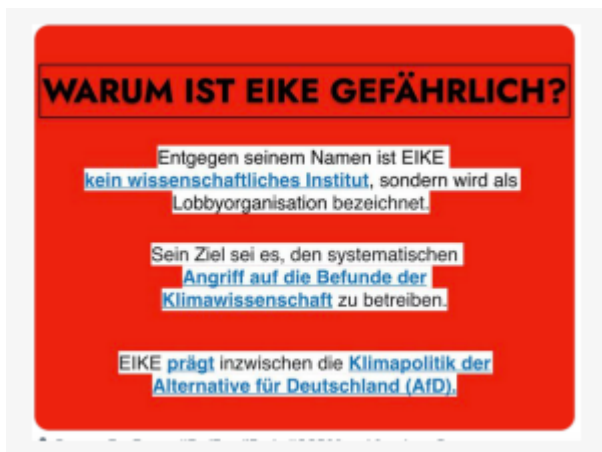 WARUM IST EIKE GEFÄHRLICH?
Entgegen seinem Namen ist EIKE
kein wissenschaftliches Institut, sondern wird als
Lobbyorganisation bezeichnet.
Sein Ziel sei es, den systematischen
Angriff auf die Befunde der
Klimawissenschaft zu betreiben.
EIKE prägt inzwischen die Klimapolitik der
Alternative für Deutschland (AfD).